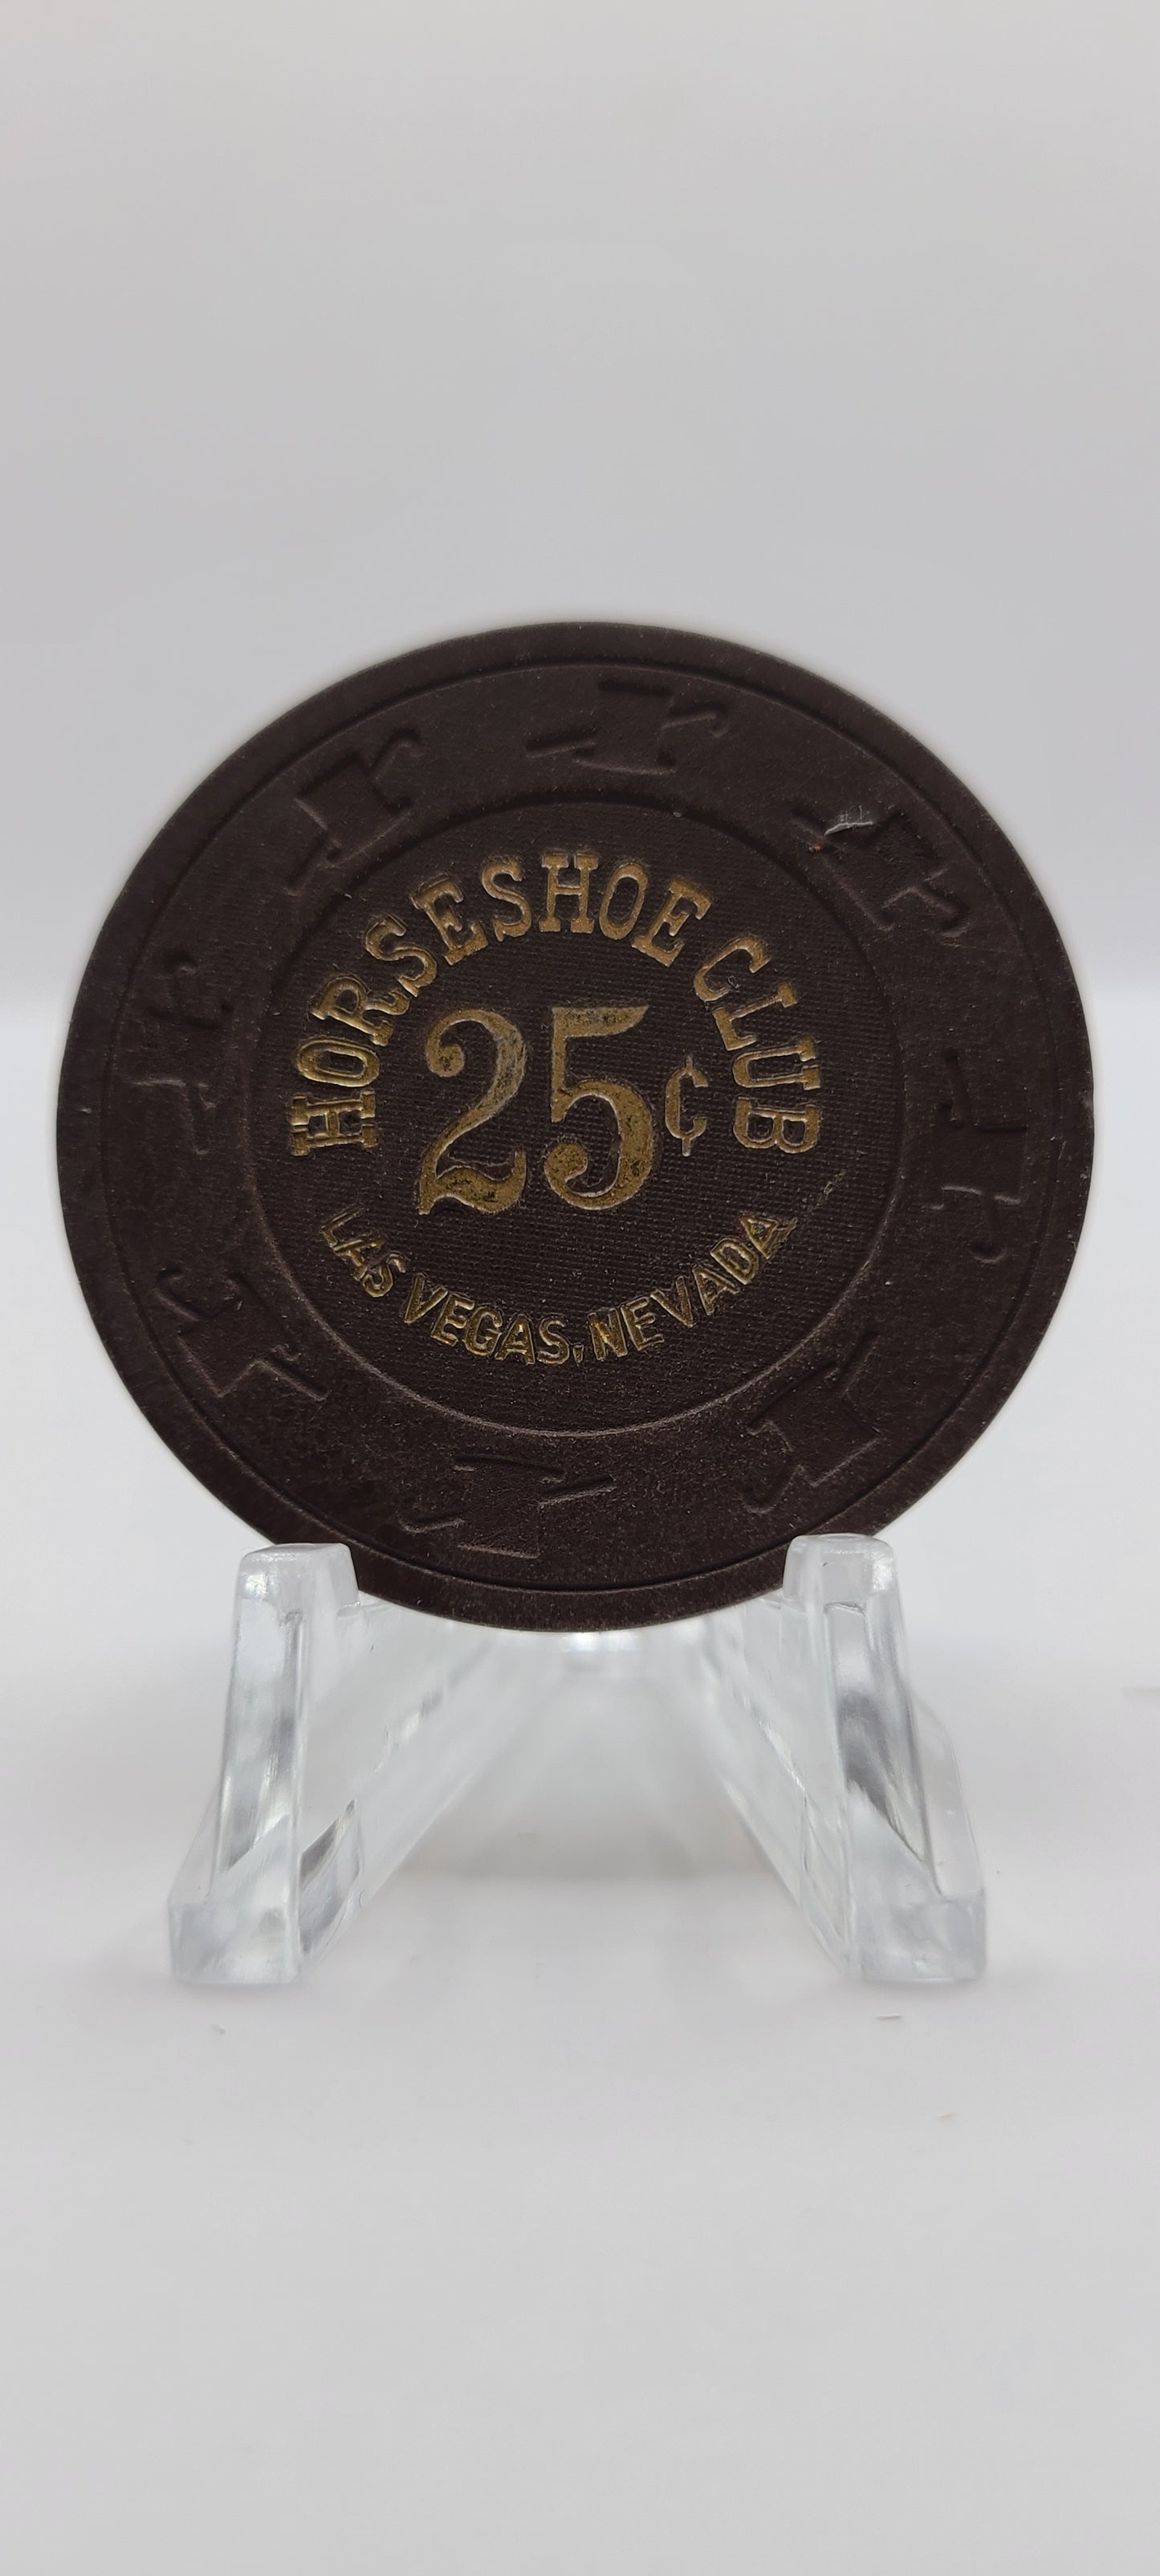 HORSESHOE CLUB
25¢
LAS VEGAS, NEVADA